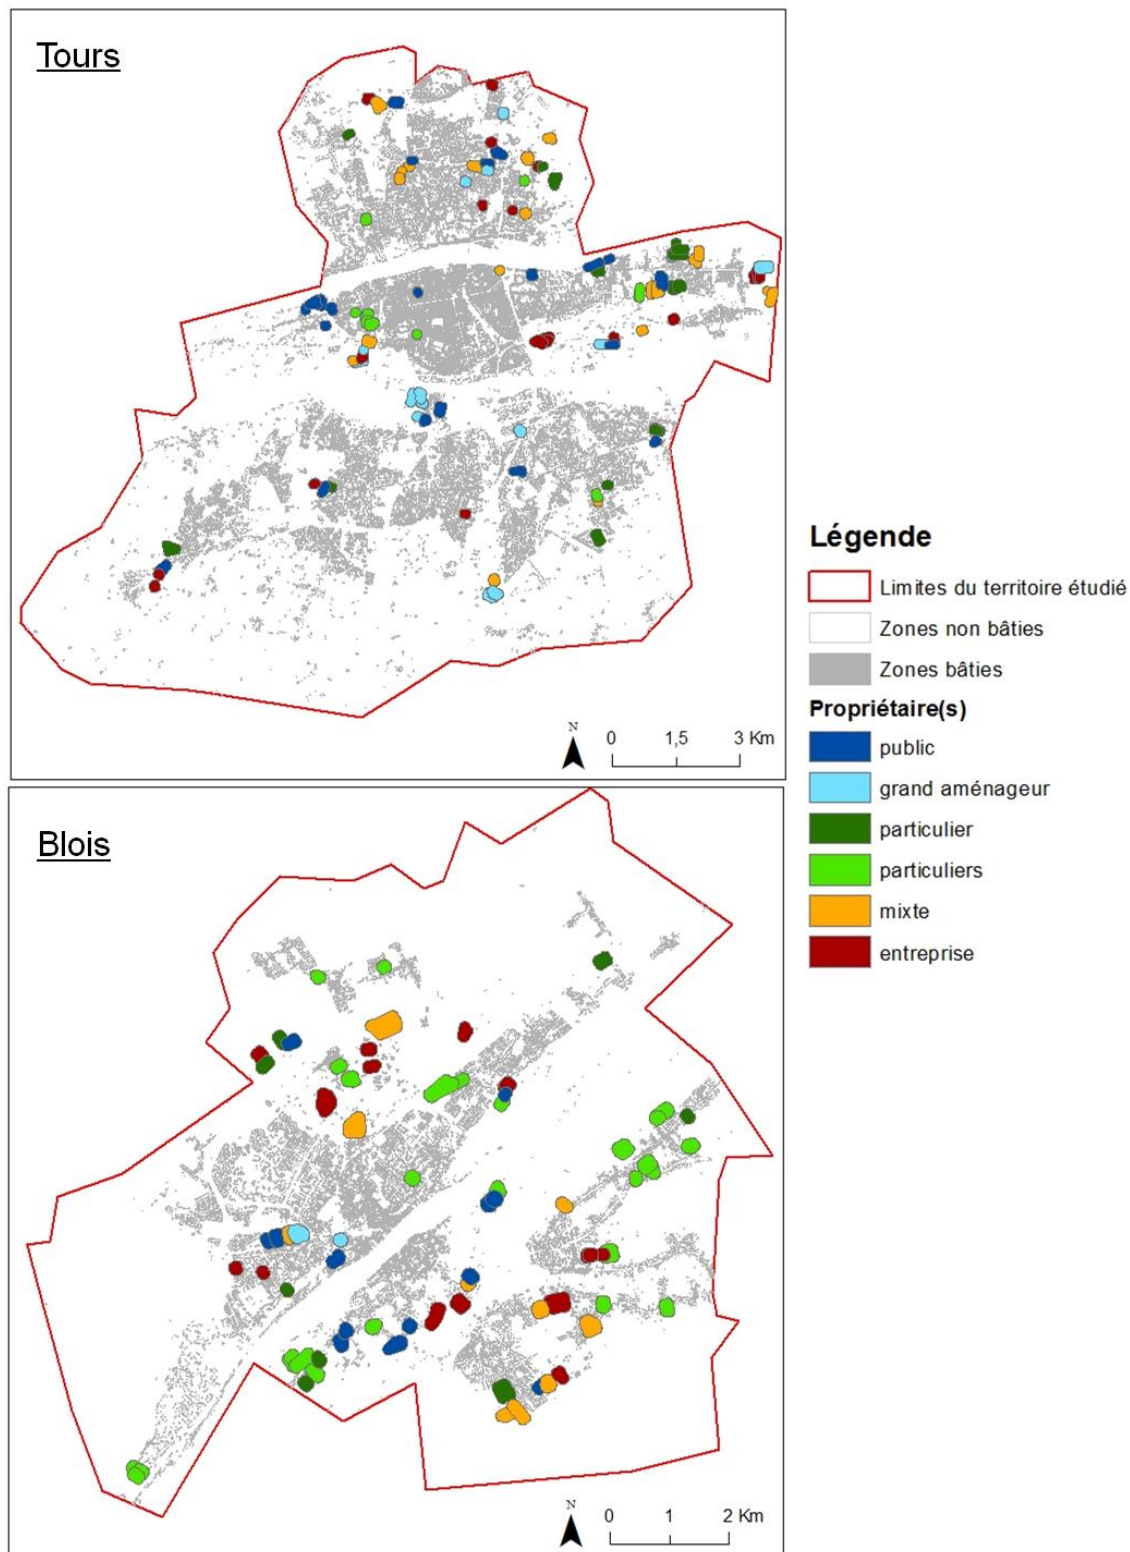 Tours
N
0 1,5 3 Km
Légende
Limites du territoire étudié
Zones non bâties
Zones bâties
Propriétaire(s)
public
grand aménageur
particulier
particuliers
mixte
entreprise
Blois
N
0 1 2 Km